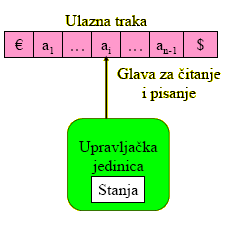 Ulazna traka
€ a1 ... ai ... an-1 $
Glava za čitanje
i pisanje
Upravljačka
jedinica
Stanja